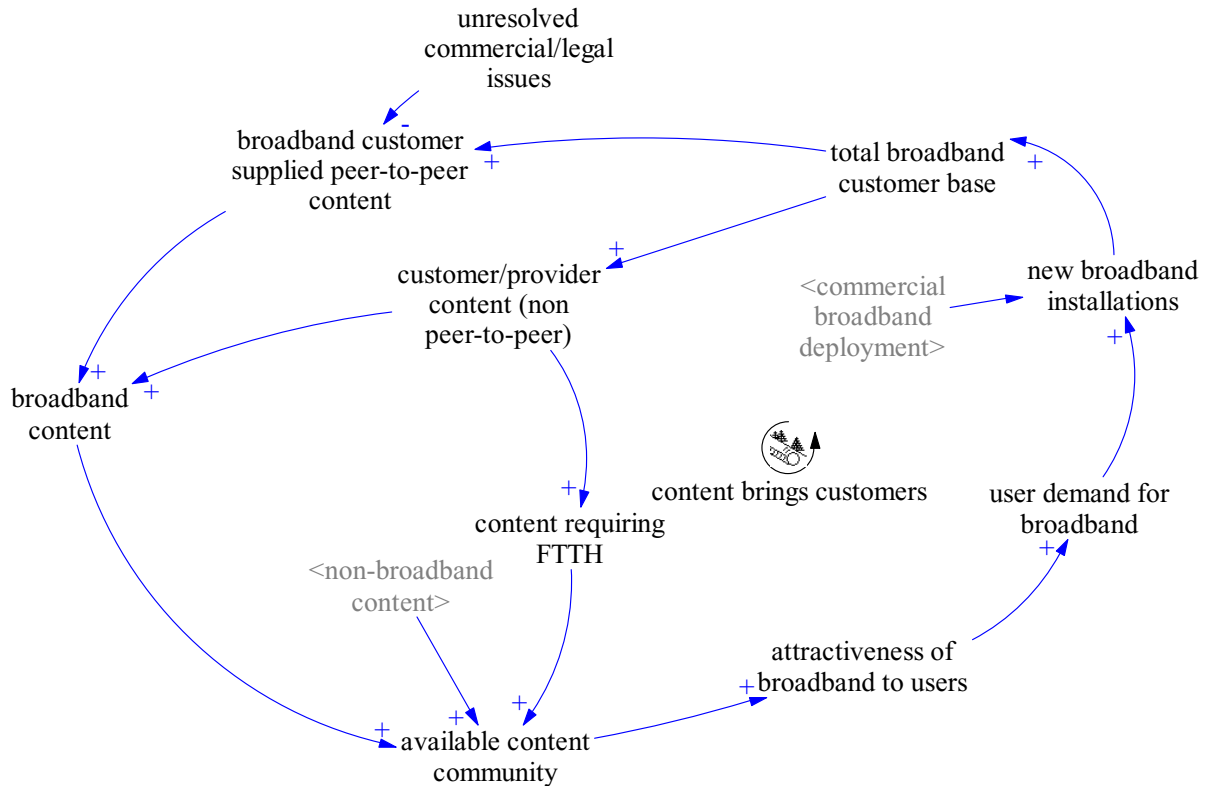 unresolved
commercial/legal
issues
-
broadband customer
supplied peer-to-peer
content
+
total broadband
customer base
+
+
customer/provider
content (non
peer-to-peer)
new broadband
installations
<commercial
broadband
deployment>
+
+
+
broadband
content
content brings customers
user demand for
broadband
+
content requiring
FTTH
+
<non-broadband
content>
attractiveness of
broadband to users
+
+
+
+
available content
community